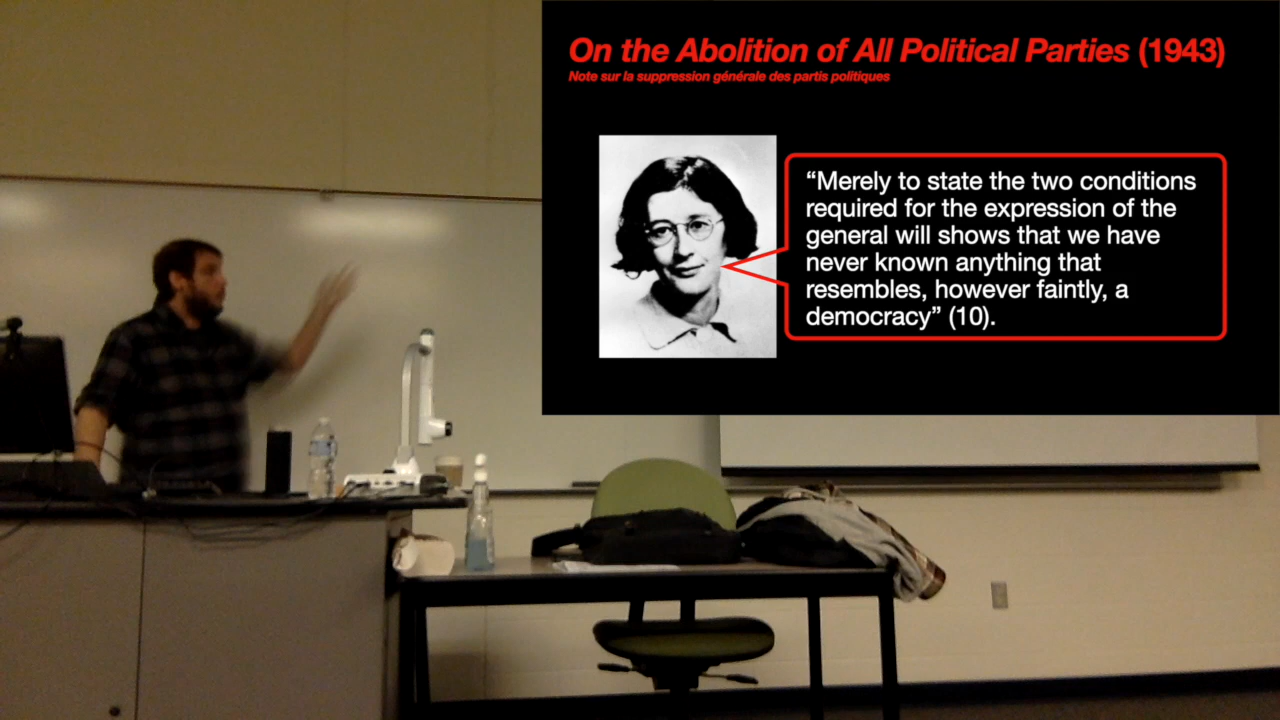 On the Abolition of All Political Parties (1943)
Note sur la suppression générale des partis politiques
“Merely to state the two conditions
required for the expression of the
general will shows that we have
never known anything that
resembles, however faintly, a
democracy” (10).